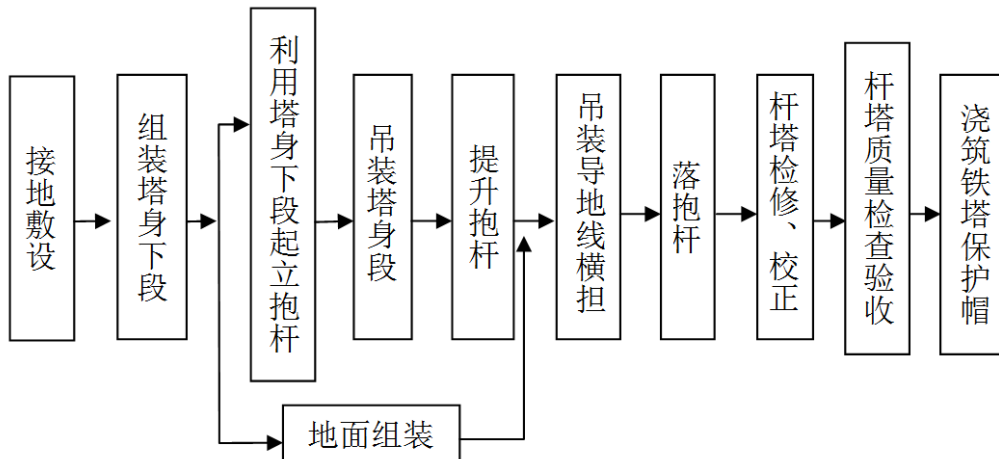 接地敷设
组装塔身下段
利用塔身下段起立抱杆
吊装塔身段
提升抱杆
吊装导地线横担
落抱杆
杆塔检修、校正
杆塔质量检查验收
浇筑铁塔保护帽
地面组装